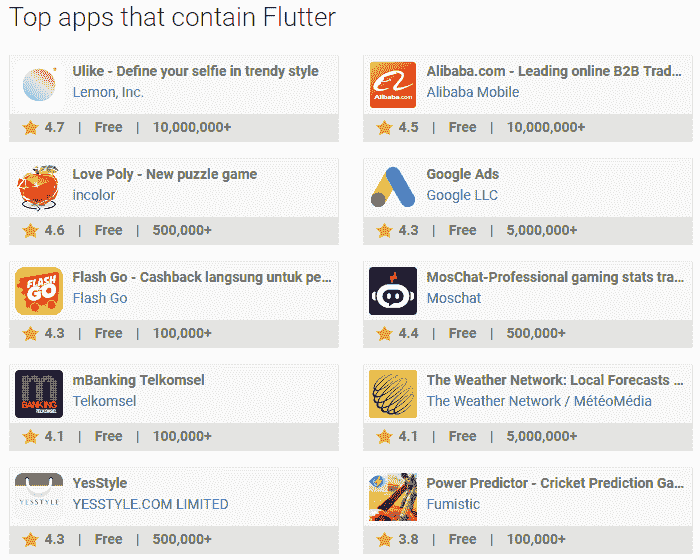 Top apps that contain Flutter
Ulike - Define your selfie in trendy style
Lemon, Inc.
4.7 | Free | 10,000,000+
Alibaba.com - Leading online B2B Trad...
Alibaba.com
Alibaba Mobile
4.5 | Free | 10,000,000+
Love Poly - New puzzle game
incolor
4.6 | Free | 500,000+
Google Ads
Google LLC
4.3 | Free | 5,000,000+
Flash Go - Cashback langsung untuk pe...
FLASH
GO
Flash Go
4.3 | Free | 100,000+
MosChat-Professional gaming stats tra...
Moschat
4.4 | Free | 500,000+
mBanking Telkomsel
m
BANKING
TELKOMSEL
Telkomsel
4.1 | Free | 100,000+
The Weather Network: Local Forecasts ...
The Weather Network / MétéoMédia
4.1 | Free | 5,000,000+
YesStyle
YESSTYLE
YESSTYLE.COM LIMITED
4.3 | Free | 500,000+
Power Predictor - Cricket Prediction Ga...
Fumistic
3.8 | Free | 100,000+